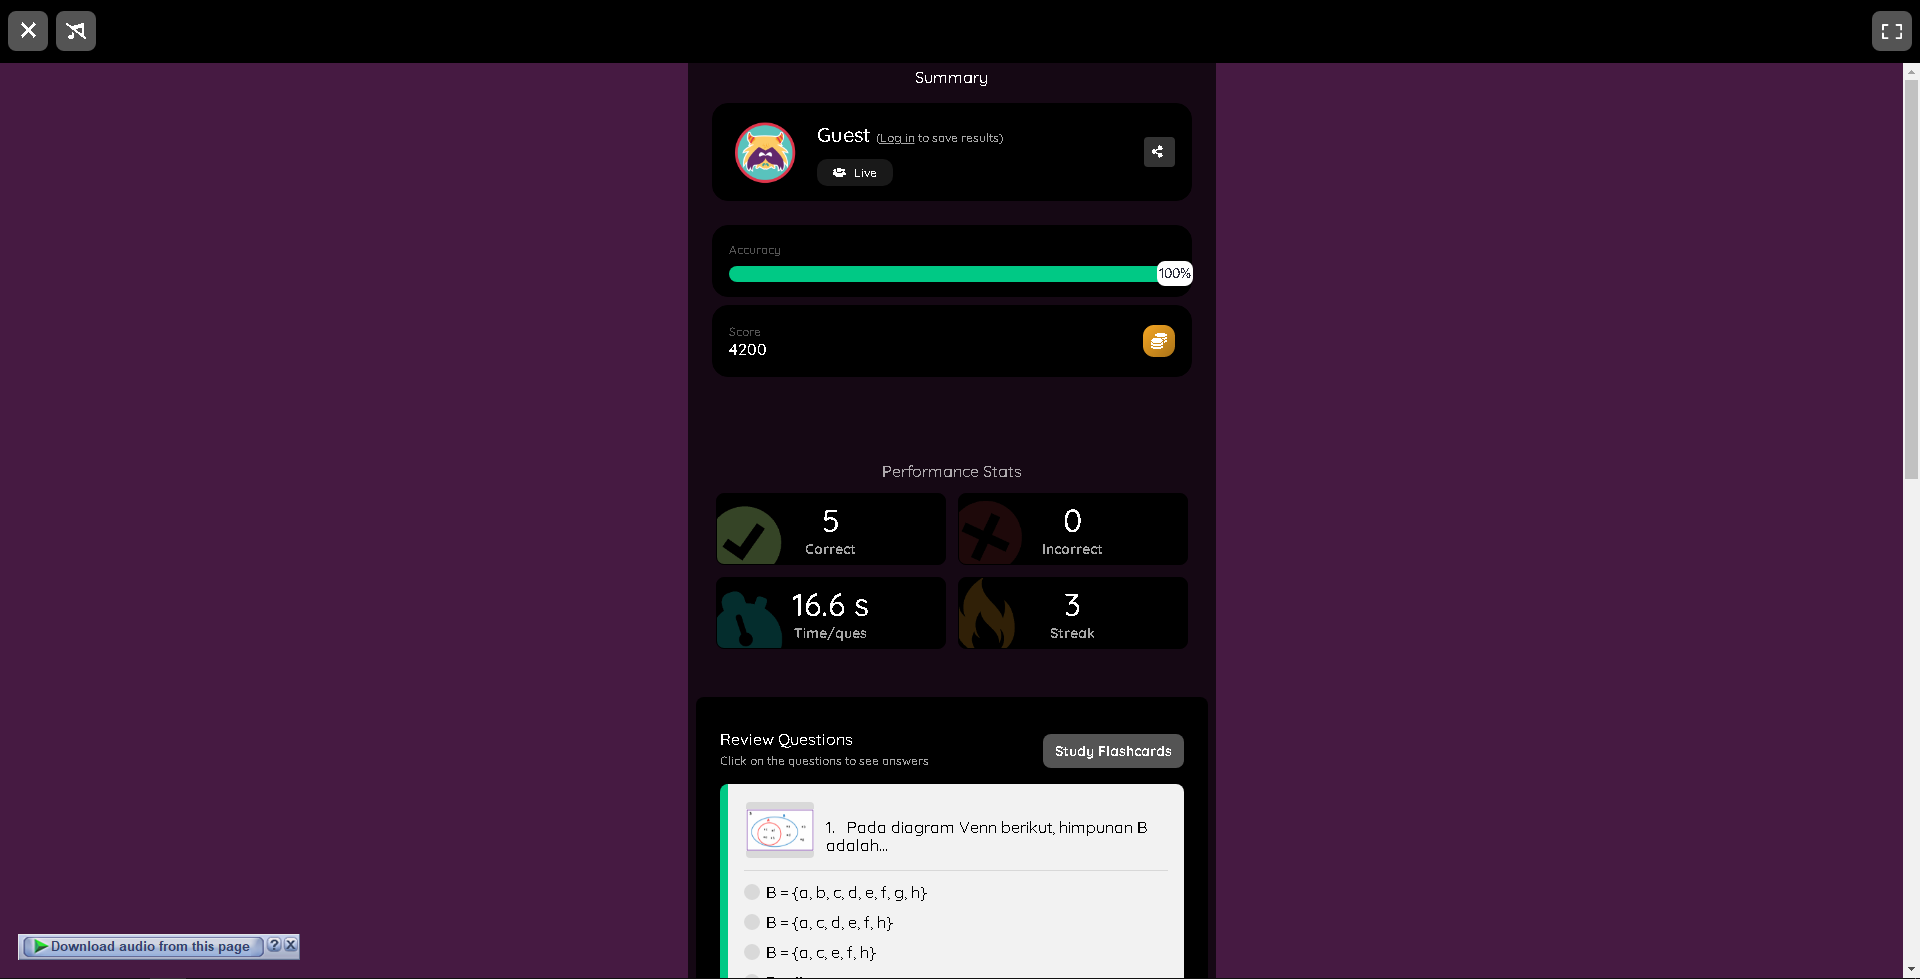 Summary
Guest (Log in to save results)
Live
Accuracy
100%
Score
4200
Performance Stats
5
Correct
0
Incorrect
16.6 s
Time/ques
3
Streak
Review Questions
Click on the questions to see answers
Study Flashcards
1. Pada diagram Venn berikut, himpunan B
adalah...
B = {a, b, c, d, e, f, g, h}
B = {a, c, d, e, f, h}
B = {a, c, e, f, h}
Download audio from this page ? X